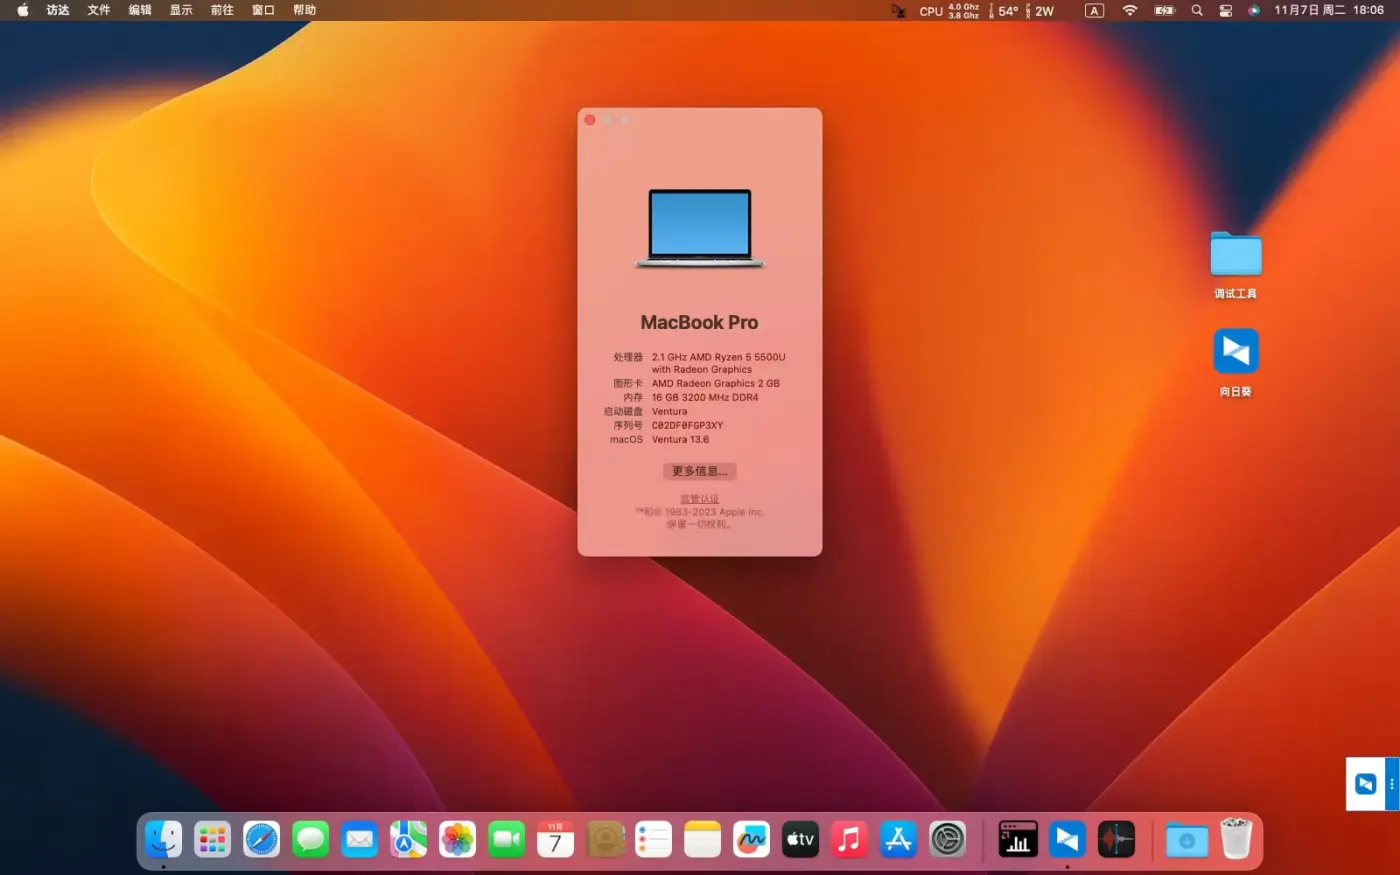 访达 文件 编辑 显示 前往 窗口 帮助
CPU 4.0 Ghz 3.8 Ghz 54° 2W A 11月7日 周二 18:06
MacBook Pro
处理器 2.1 GHz AMD Ryzen 5 5500U
with Radeon Graphics
图形卡 AMD Radeon Graphics 2 GB
内存 16 GB 3200 MHz DDR4
启动磁盘 Ventura
序列号 C02DF0FGP3XY
macOS Ventura 13.6
更多信息...
监管认证
™和© 1983-2023 Apple Inc.
保留一切权利。
调试工具
向日葵
11月
7
tv